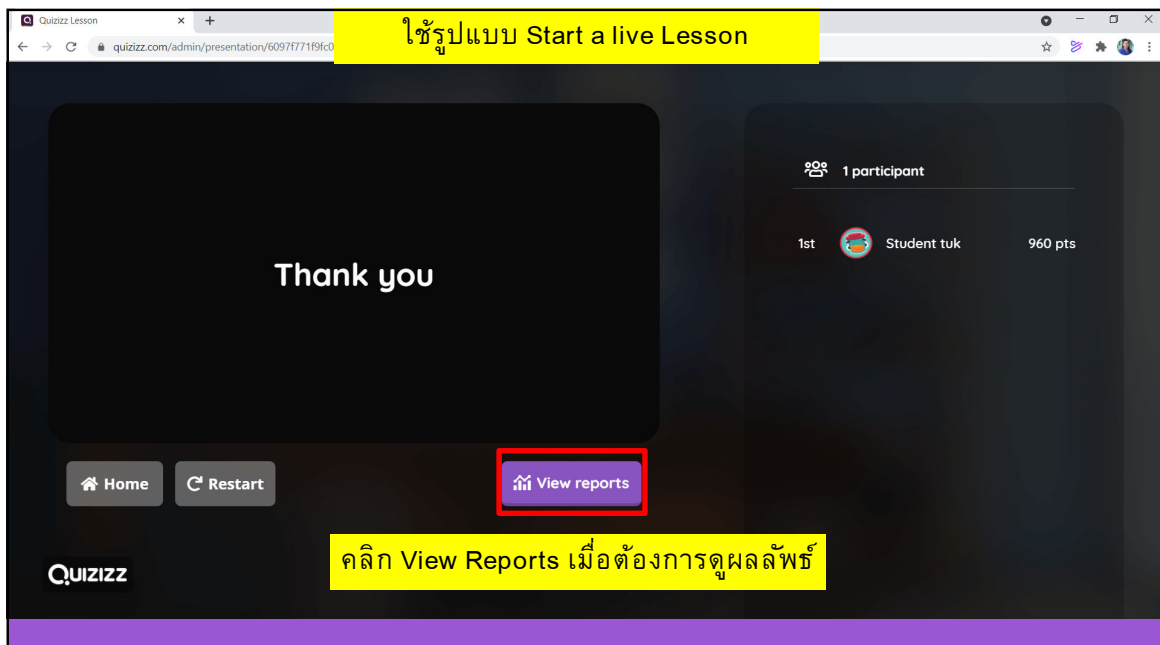 Quizizz Lesson
ใช้รูปแบบ Start a live Lesson
quizizz.com/admin/presentation/6097f771f9fc0
1 participant
1st Student tuk 960 pts
Thank you
Home Restart View reports
คลิก View Reports เมื่อต้องการดูผลลัพธ์
QUIZIZZ